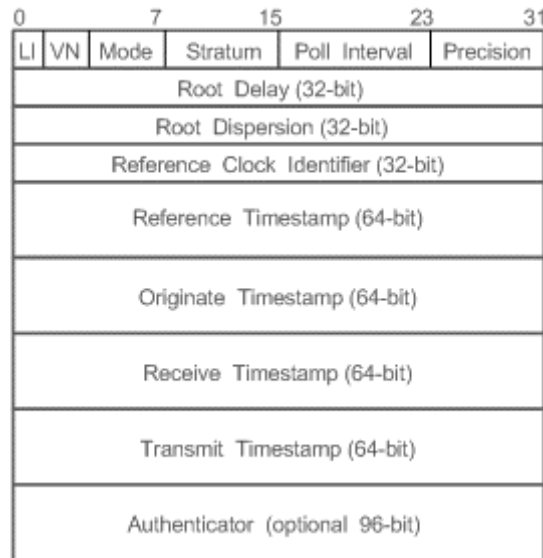 0 7 15 23 31
LI VN Mode Stratum Poll Interval Precision
Root Delay (32-bit)
Root Dispersion (32-bit)
Reference Clock Identifier (32-bit)
Reference Timestamp (64-bit)
Originate Timestamp (64-bit)
Receive Timestamp (64-bit)
Transmit Timestamp (64-bit)
Authenticator (optional 96-bit)